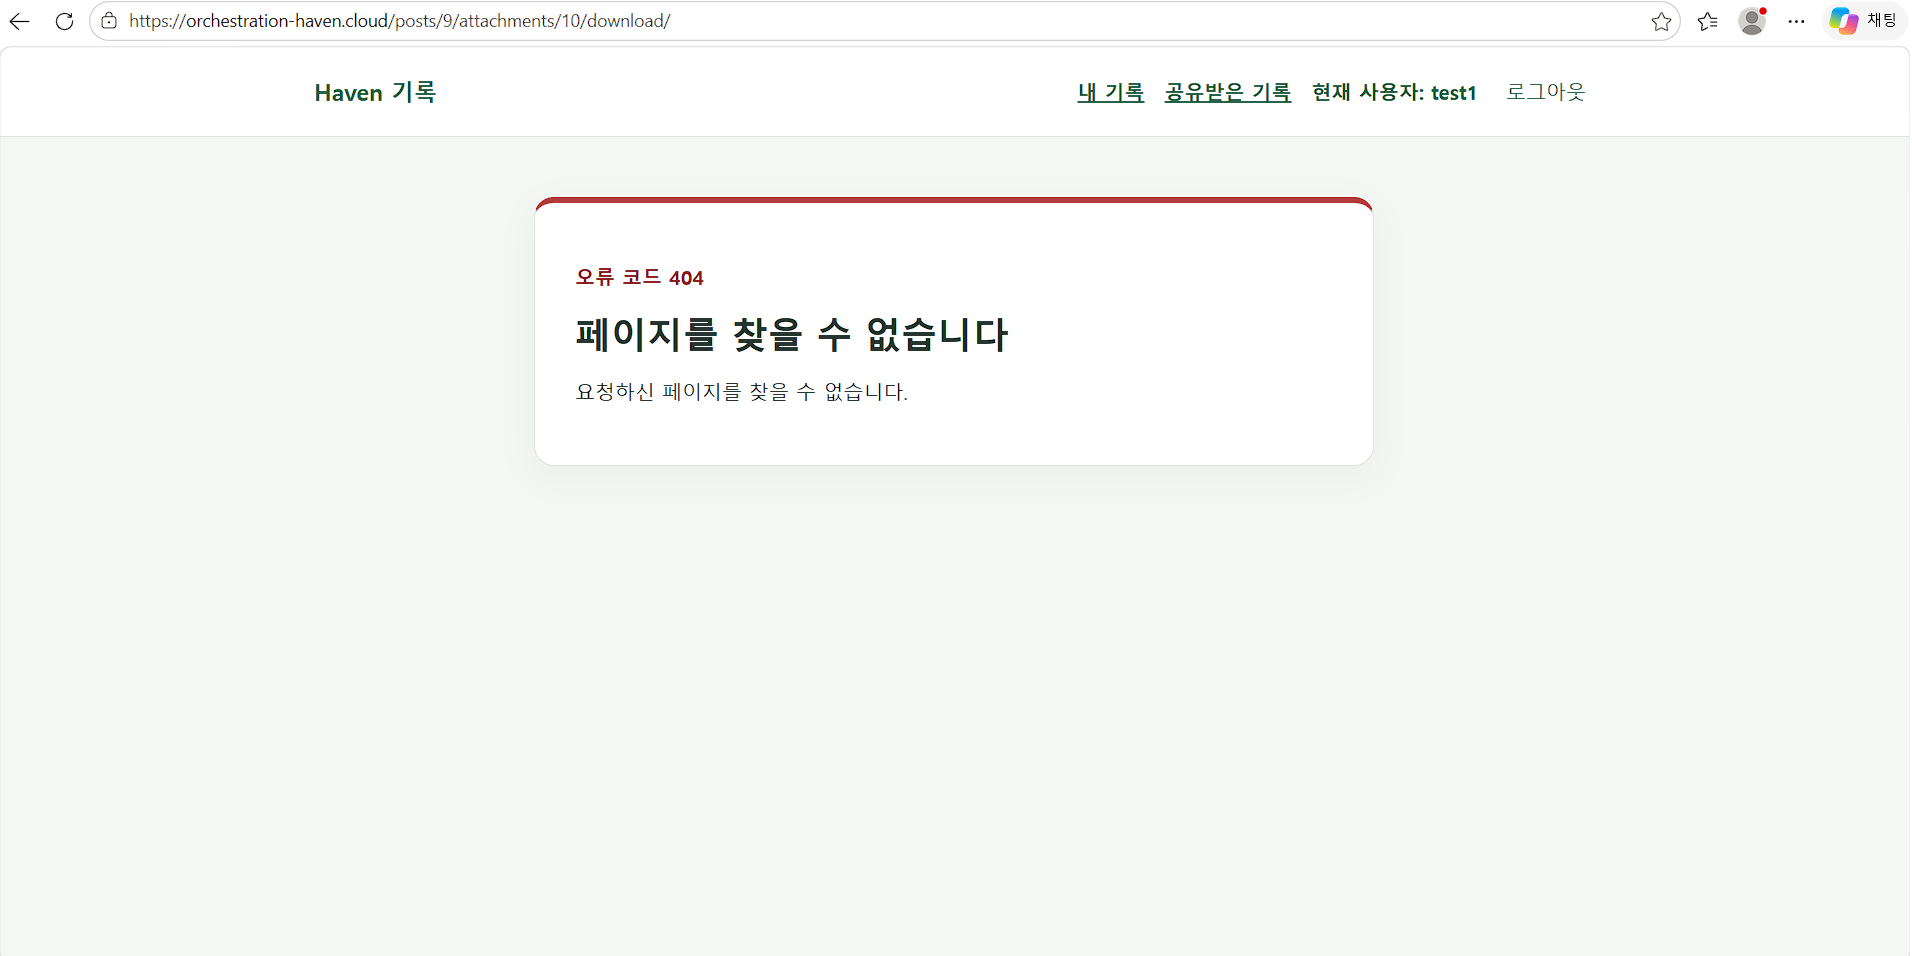 https://orchestration-haven.cloud/posts/9/attachments/10/download/
채팅
Haven 기록
내 기록 공유받은 기록 현재 사용자: test1 로그아웃
오류 코드 404
페이지를 찾을 수 없습니다
요청하신 페이지를 찾을 수 없습니다.